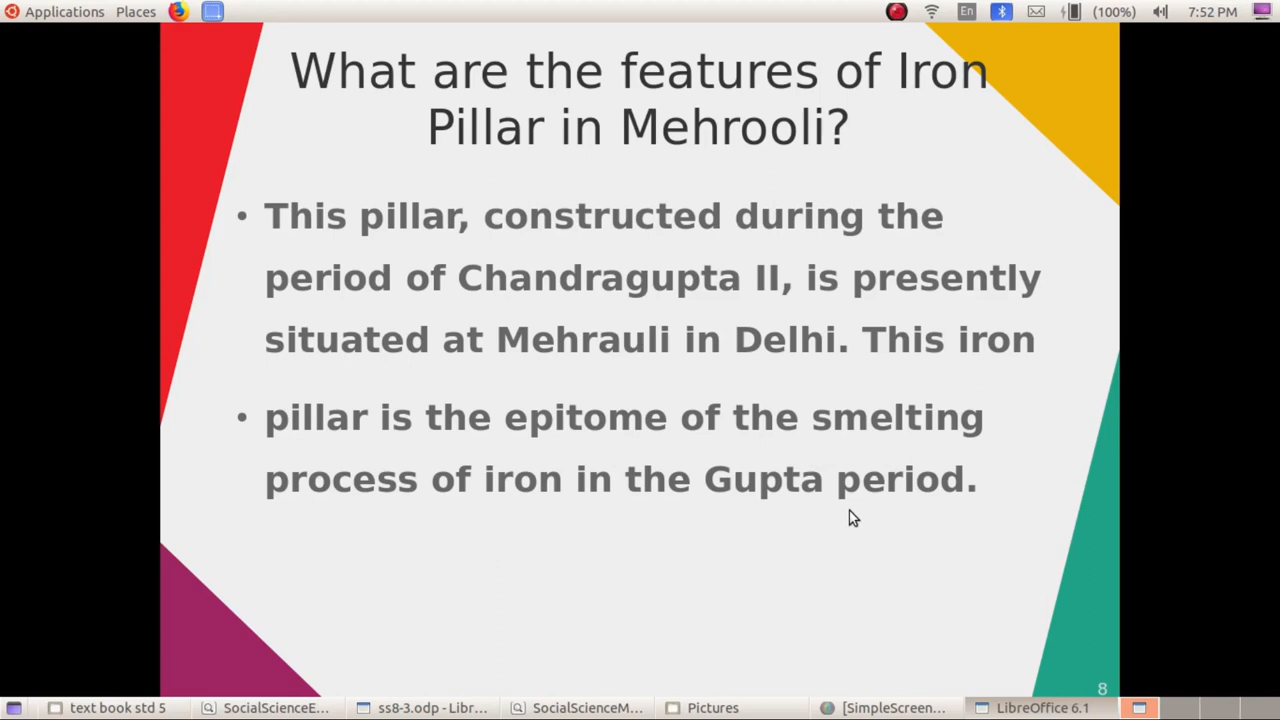 Applications Places En (100%) 7:52 PM
What are the features of Iron
Pillar in Mehrooli?
• This pillar, constructed during the
period of Chandragupta II, is presently
situated at Mehrauli in Delhi. This iron
• pillar is the epitome of the smelting
process of iron in the Gupta period.
8
text book std 5 SocialScienceE... ss8-3.odp - Libr... SocialScienceM... Pictures [SimpleScreen... LibreOffice 6.1